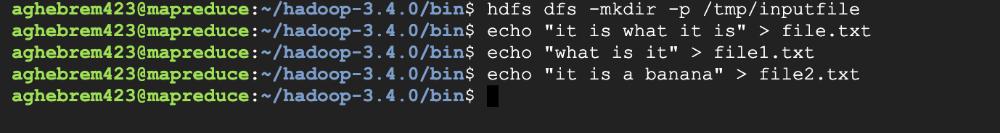 aghebrem423@mapreduce:~/hadoop-3.4.0/bin$ hdfs dfs -mkdir -p /tmp/inputfile
aghebrem423@mapreduce:~/hadoop-3.4.0/bin$ echo "it is what it is" > file.txt
aghebrem423@mapreduce:~/hadoop-3.4.0/bin$ echo "what is it" > file1.txt
aghebrem423@mapreduce:~/hadoop-3.4.0/bin$ echo "it is a banana" > file2.txt
aghebrem423@mapreduce:~/hadoop-3.4.0/bin$